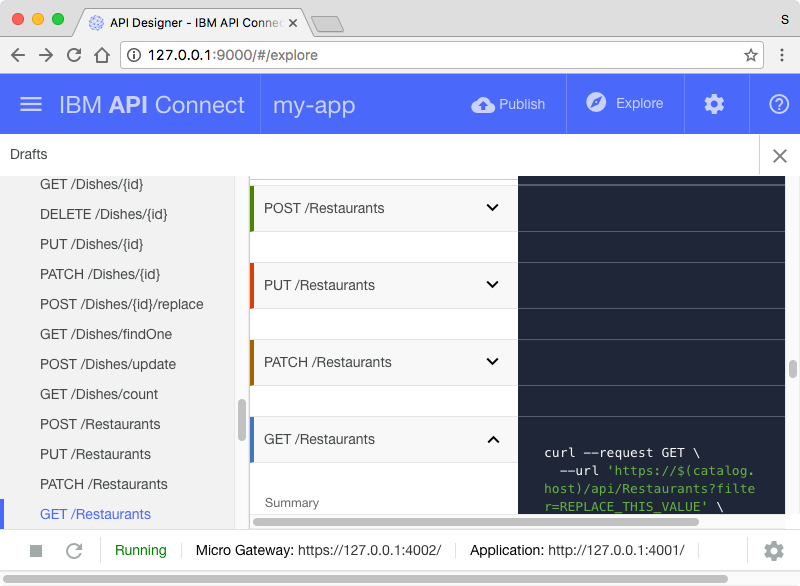 API Designer - IBM API Connec
S
127.0.0.1:9000/#/explore
IBM API Connect
my-app
Publish
Explore
Drafts
GET /Dishes/{id}
DELETE /Dishes/{id}
PUT /Dishes/{id}
PATCH /Dishes/{id}
POST /Dishes/{id}/replace
GET /Dishes/findOne
POST /Dishes/update
GET /Dishes/count
POST /Restaurants
PUT /Restaurants
PATCH /Restaurants
GET /Restaurants
POST /Restaurants
PUT /Restaurants
PATCH /Restaurants
GET /Restaurants
Summary
curl --request GET \
--url 'https://$(catalog.
host)/api/Restaurants?filte
r=REPLACE_THIS_VALUE' \
Running
Micro Gateway: https://127.0.0.1:4002/
Application: http://127.0.0.1:4001/